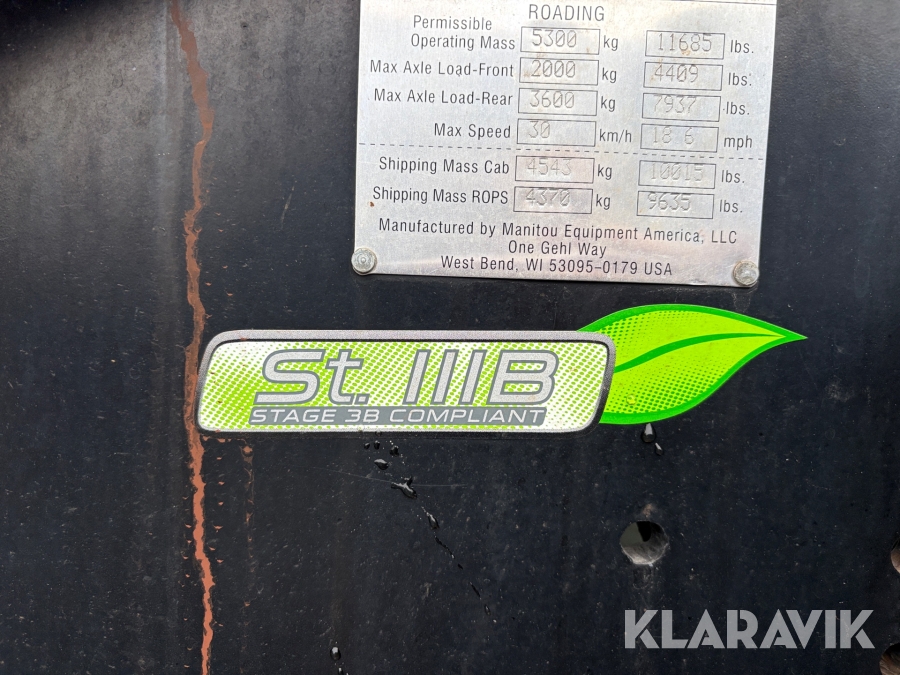 ROADING
Permissible
Operating Mass 5300 kg 11685 lbs.
Max Axle Load-Front 2000 kg 4409 lbs.
Max Axle Load-Rear 3600 kg 7937 lbs.
Max Speed 30 km/h 18 6 mph
Shipping Mass Cab 4543 kg 10015 lbs.
Shipping Mass ROPS 4370 kg 9635 lbs.
Manufactured by Manitou Equipment America, LLC
One Gehl Way
West Bend, WI 53095-0179 USA
St. IIIB
STAGE 3B COMPLIANT
KLARAVIK